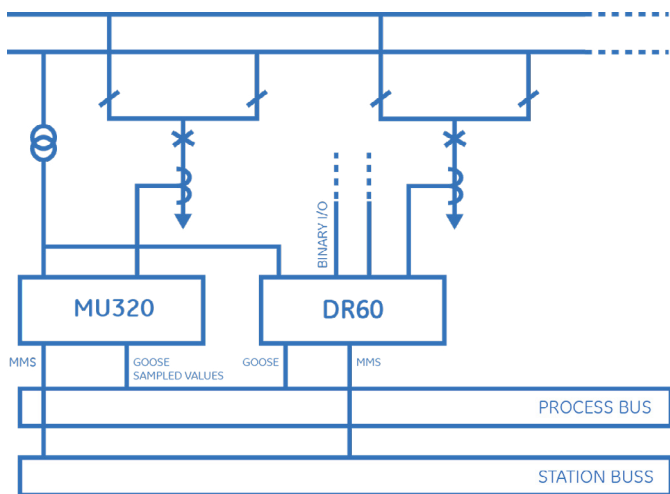 BINARY I/O
MU320
DR60
MMS
GOOSE
SAMPLED VALUES
GOOSE
MMS
PROCESS BUS
STATION BUSS